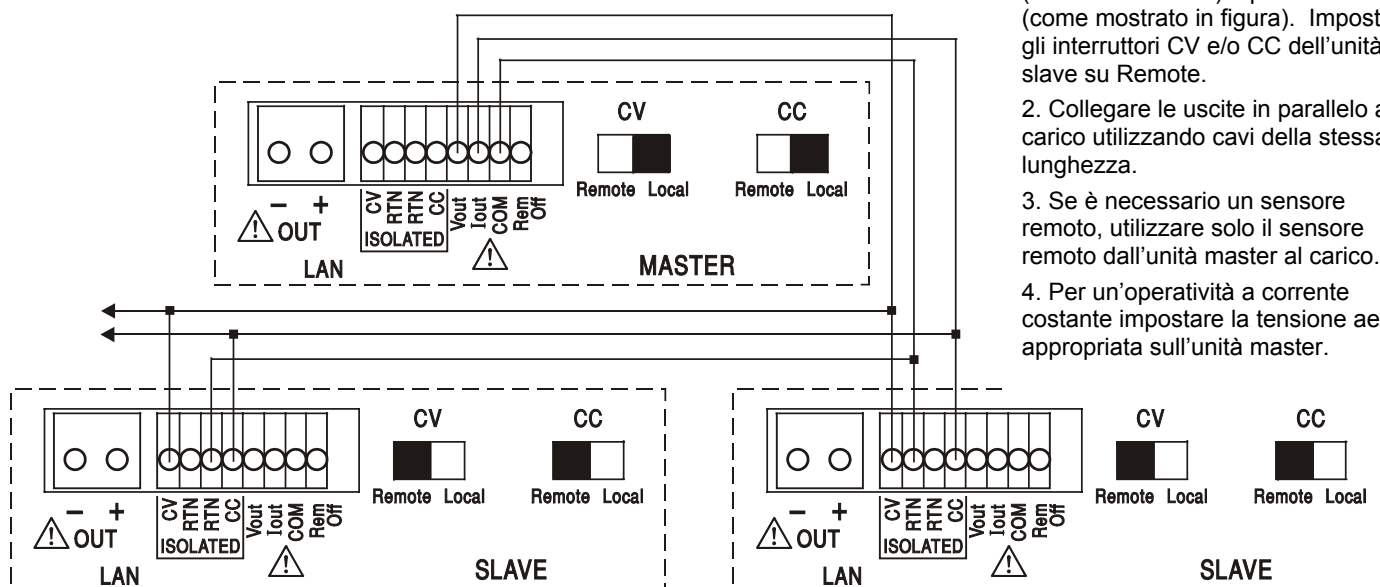 (come mostrato in figura). Impost
gli interruttori CV e/o CC dell'unità
slave su Remote.
2. Collegare le uscite in parallelo a
carico utilizzando cavi della stessa
lunghezza.
3. Se è necessario un sensore
remoto, utilizzare solo il sensore
remoto dall'unità master al carico.
4. Per un'operatività a corrente
costante impostare la tensione ae
appropriata sull'unità master.
CV CC
Remote Local Remote Local
− +
⚠ OUT
CV RTN RTN CC Vout Iout COM Rem Off
ISOLATED
⚠
LAN MASTER
CV CC
Remote Local Remote Local
− +
⚠ OUT
CV RTN RTN CC Vout Iout COM Rem Off
ISOLATED
⚠
LAN SLAVE
CV CC
Remote Local Remote Local
− +
⚠ OUT
CV RTN RTN CC Vout Iout COM Rem Off
ISOLATED
⚠
LAN SLAVE